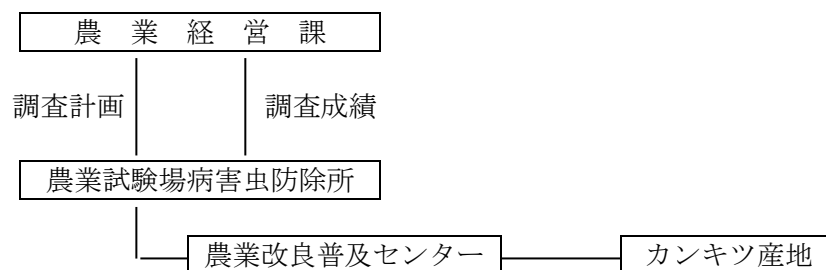 農　業　経　営　課
調査計画　調査成績
農業試験場病害虫防除所
農業改良普及センター　カンキツ産地